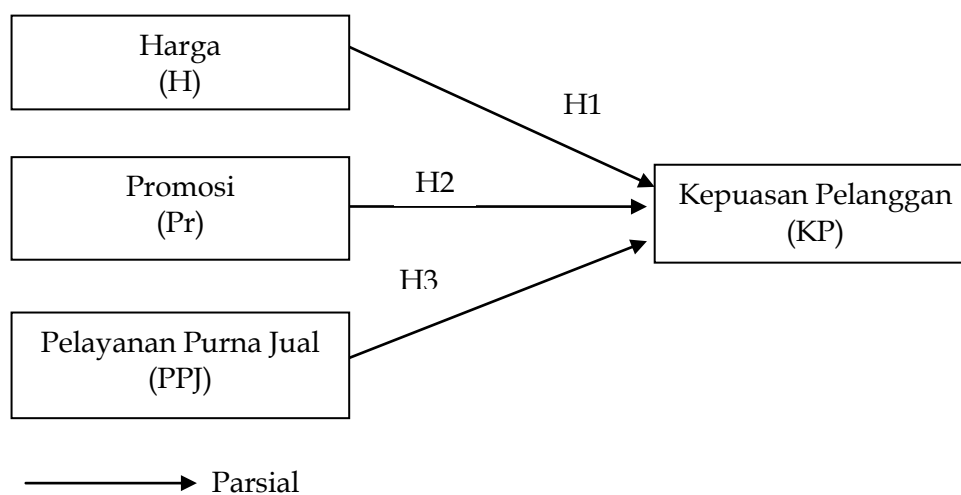 Harga
(H)
H1
Promosi
(Pr)
H2
Kepuasan Pelanggan
(KP)
H3
Pelayanan Purna Jual
(PPJ)
Parsial